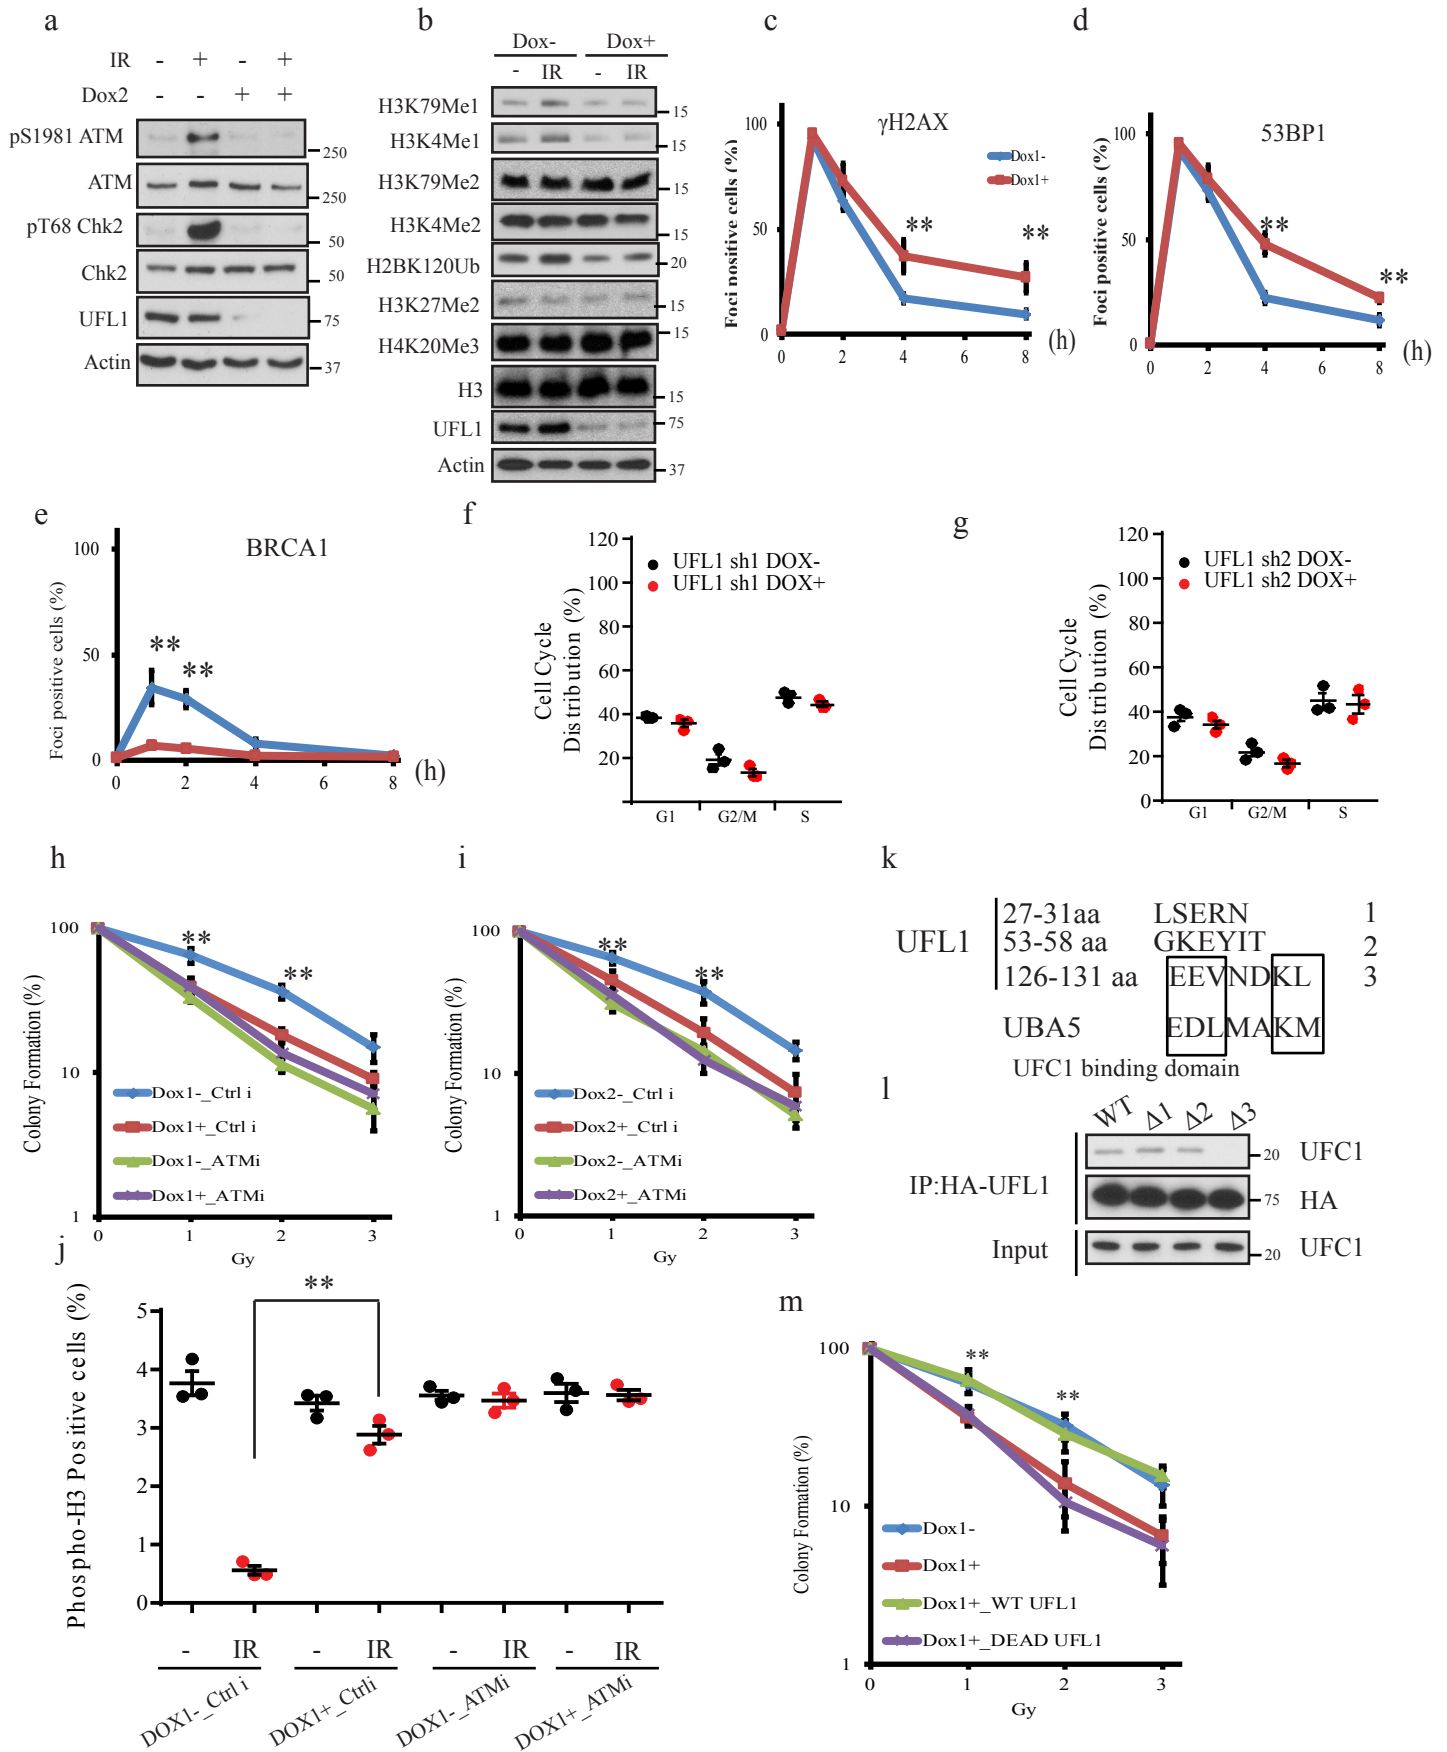 a
IR - + - +
Dox2 - - + +
pS1981 ATM
250
ATM
250
pT68 Chk2
50
Chk2
50
UFL1
75
Actin
37
b
Dox- Dox+
- IR - IR
H3K79Me1
15
H3K4Me1
15
H3K79Me2
15
H3K4Me2
15
H2BK120Ub
20
H3K27Me2
15
H4K20Me3
15
H3
15
UFL1
75
Actin
37
c
γH2AX
Foci positive cells (%)
100
50
0
0 2 4 6 8 (h)
Dox1-
Dox1+
**
**
d
53BP1
Foci positive cells (%)
100
50
0
0 2 4 6 8 (h)
**
**
e
BRCA1
Foci positive cells (%)
100
50
0
0 2 4 8 (h)
**
**
f
Cell Cycle
Distribution (%)
120
100
80
60
40
20
UFL1 sh1 DOX-
UFL1 sh1 DOX+
G1 G2/M S
g
Cell Cycle
Distribution (%)
120
100
80
60
40
20
0
UFL1 sh2 DOX-
UFL1 sh2 DOX+
G1 G2/M S
h
Colony Formation (%)
100
10
1
**
**
Dox1-_Ctrl i
Dox1+_Ctrl i
Dox1-_ATMi
Dox1+_ATMi
0 1 2 3
Gy
i
Colony Formation (%)
100
10
1
**
**
Dox2-_Ctrl i
Dox2+_Ctrl i
Dox2-_ATMi
Dox2+_ATMi
0 1 2 3
Gy
k
UFL1
27-31aa LSERN 1
53-58 aa GKEYIT 2
126-131 aa EEVNDKL 3
UBA5 EDLMAKM
UFC1 binding domain
l
WT Δ1 Δ2 Δ3
IP:HA-UFL1
20 UFC1
75 HA
Input 20 UFC1
j
Phospho-H3 Positive cells (%)
5
4
3
2
1
0
**
- IR - IR - IR - IR
DOX1-_Ctrl i
DOX1+_Ctrli
DOX1-_ATMi
DOX1+_ATMi
m
Colony Formation (%)
100
10
1
**
**
Dox1-
Dox1+
Dox1+_WT UFL1
Dox1+_DEAD UFL1
0 1 2 3
Gy